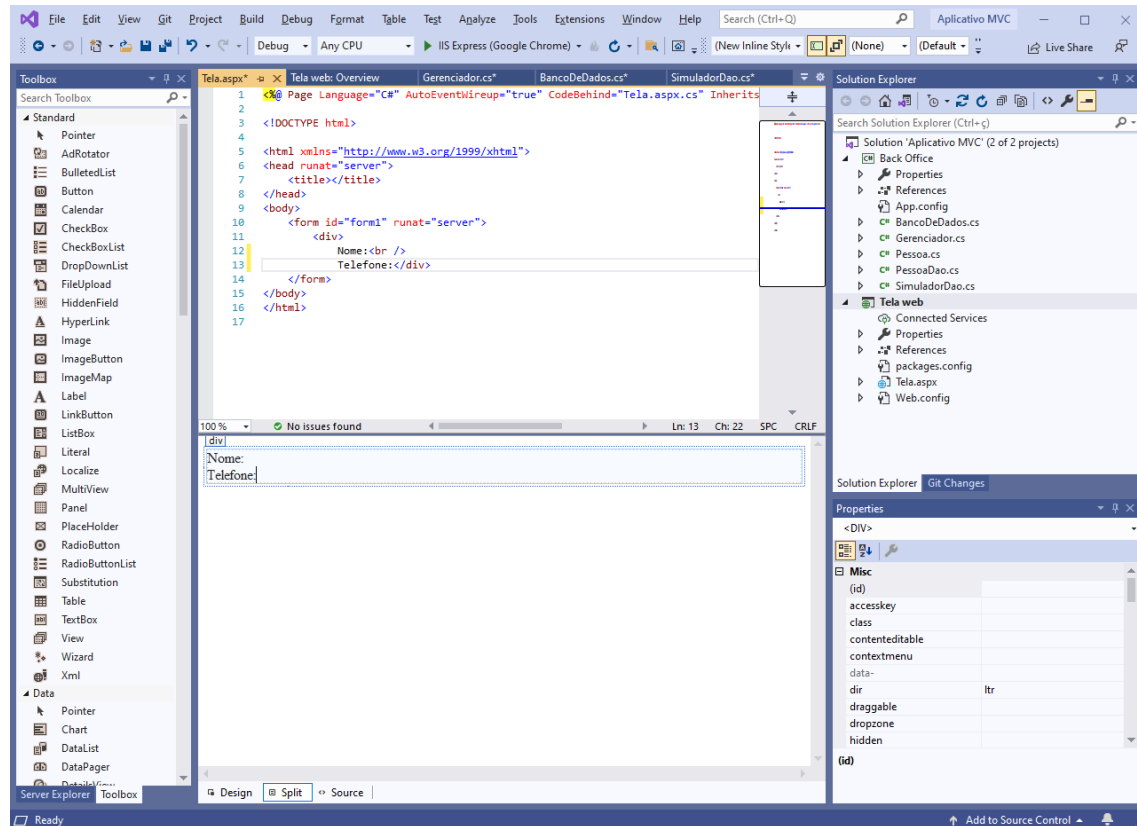 File Edit View Git Project Build Debug Format Table Test Analyze Tools Extensions Window Help Search (Ctrl+Q) Aplicativo MVC
Debug Any CPU IIS Express (Google Chrome) (New Inline Style (None) (Default Live Share
Toolbox
Search Toolbox
Standard
Pointer
AdRotator
BulletedList
Button
Calendar
CheckBox
CheckBoxList
DropDownList
FileUpload
HiddenField
HyperLink
Image
ImageButton
ImageMap
Label
LinkButton
ListBox
Literal
Localize
MultiView
Panel
PlaceHolder
RadioButton
RadioButtonList
Substitution
Table
TextBox
View
Wizard
Xml
Data
Pointer
Chart
DataList
DataPager
DetailsView
Server Explorer Toolbox
Tela.aspx* Tela web: Overview Gerenciador.cs* BancoDeDados.cs* SimuladorDao.cs*
1 <%@ Page Language="C#" AutoEventWireup="true" CodeBehind="Tela.aspx.cs" Inherits
2
3 <!DOCTYPE html>
4
5 <html xmlns="http://www.w3.org/1999/xhtml">
6 <head runat="server">
7 <title></title>
8 </head>
9 <body>
10 <form id="form1" runat="server">
11 <div>
12 Nome:<br />
13 Telefone:</div>
14 </form>
15 </body>
16 </html>
17
100 % No issues found Ln: 13 Ch: 22 SPC CRLF
div
Nome:
Telefone:
Design Split Source
Solution Explorer
Search Solution Explorer (Ctrl+ç)
Solution 'Aplicativo MVC' (2 of 2 projects)
Back Office
Properties
References
App.config
BancoDeDados.cs
Gerenciador.cs
Pessoa.cs
PessoaDao.cs
SimuladorDao.cs
Tela web
Connected Services
Properties
References
packages.config
Tela.aspx
Web.config
Solution Explorer Git Changes
Properties
<DIV>
Misc
(id)
accesskey
class
contenteditable
contextmenu
data-
dir ltr
draggable
dropzone
hidden
(id)
Ready Add to Source Control